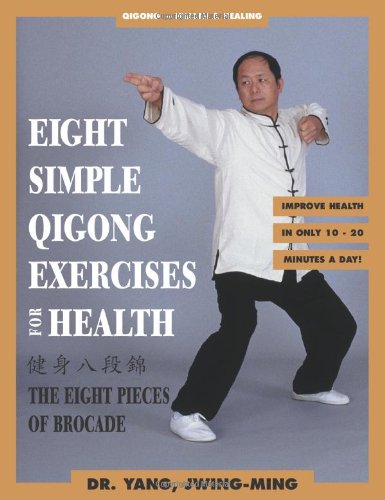 QIGONG
HEALING
EIGHT
SIMPLE
QIGONG
EXERCISES
FOR HEALTH
健身八段錦
THE EIGHT PIECES
OF BROCADE
IMPROVE HEALTH
IN ONLY 10 - 20
MINUTES A DAY!
DR. YANG, JWING-MING